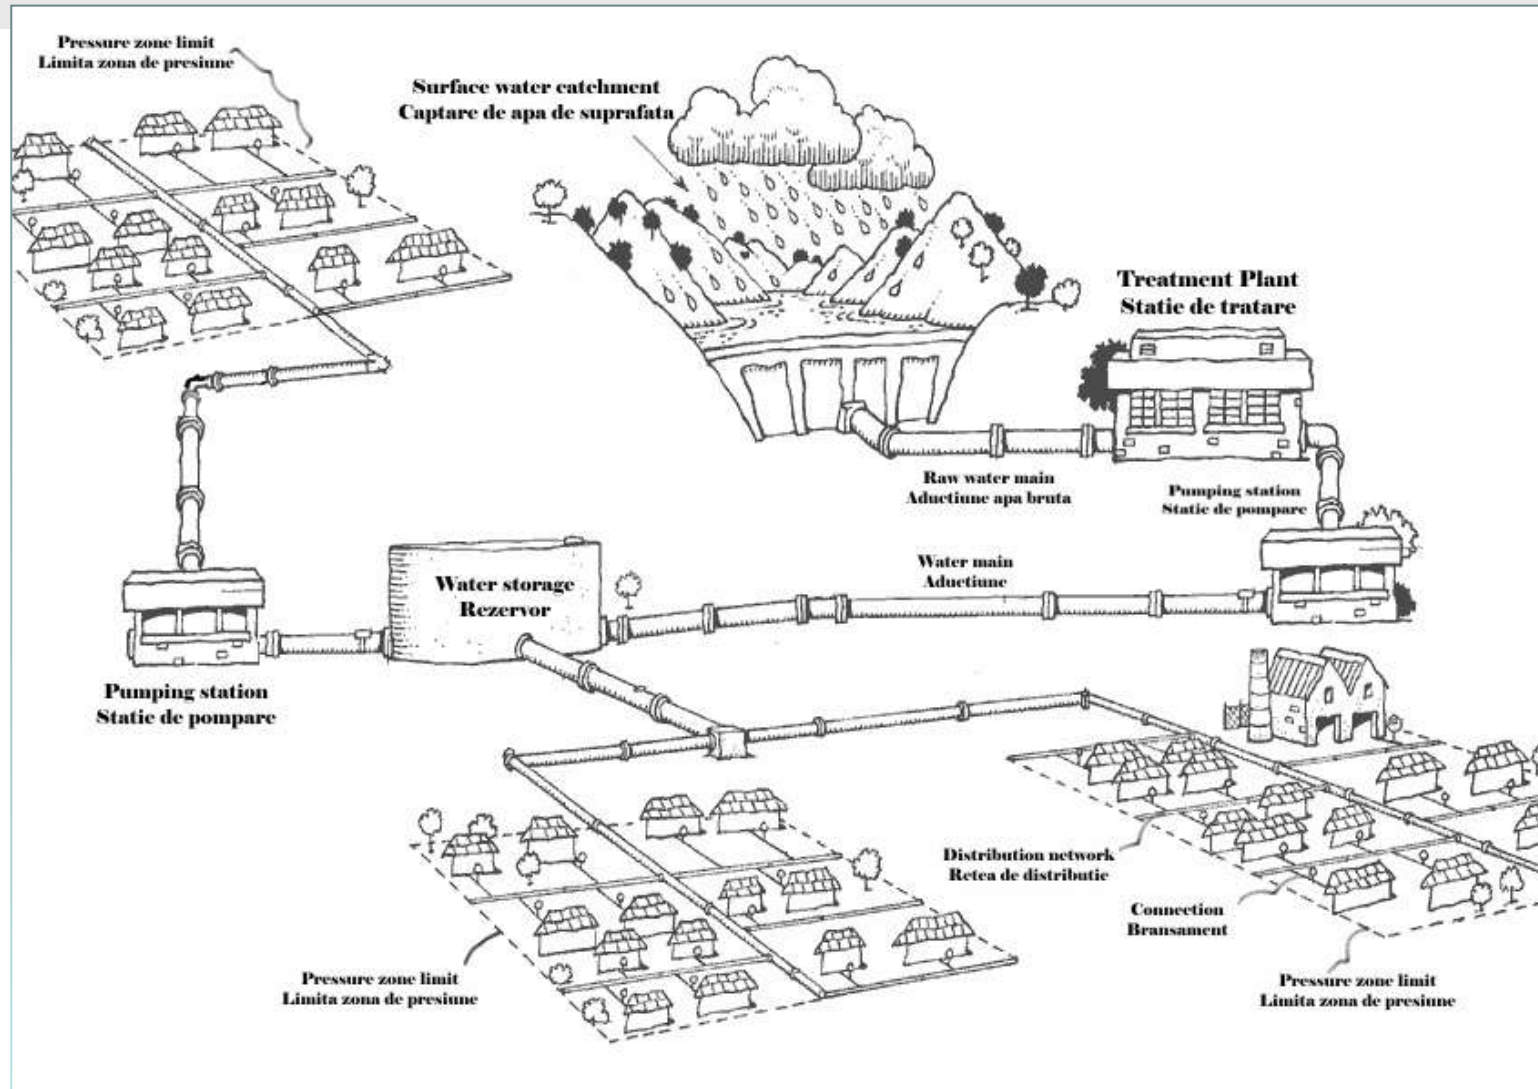 Pressure zone limit
Limita zona de presiune
Surface water catchment
Captare de apa de suprafata
Treatment Plant
Statie de tratare
Raw water main
Aductiune apa bruta
Pumping station
Statie de pompare
Water main
Aductiune
Water storage
Rezervor
Pumping station
Statie de pompare
Distribution network
Retea de distributie
Connection
Bransament
Pressure zone limit
Limita zona de presiune
Pressure zone limit
Limita zona de presiune